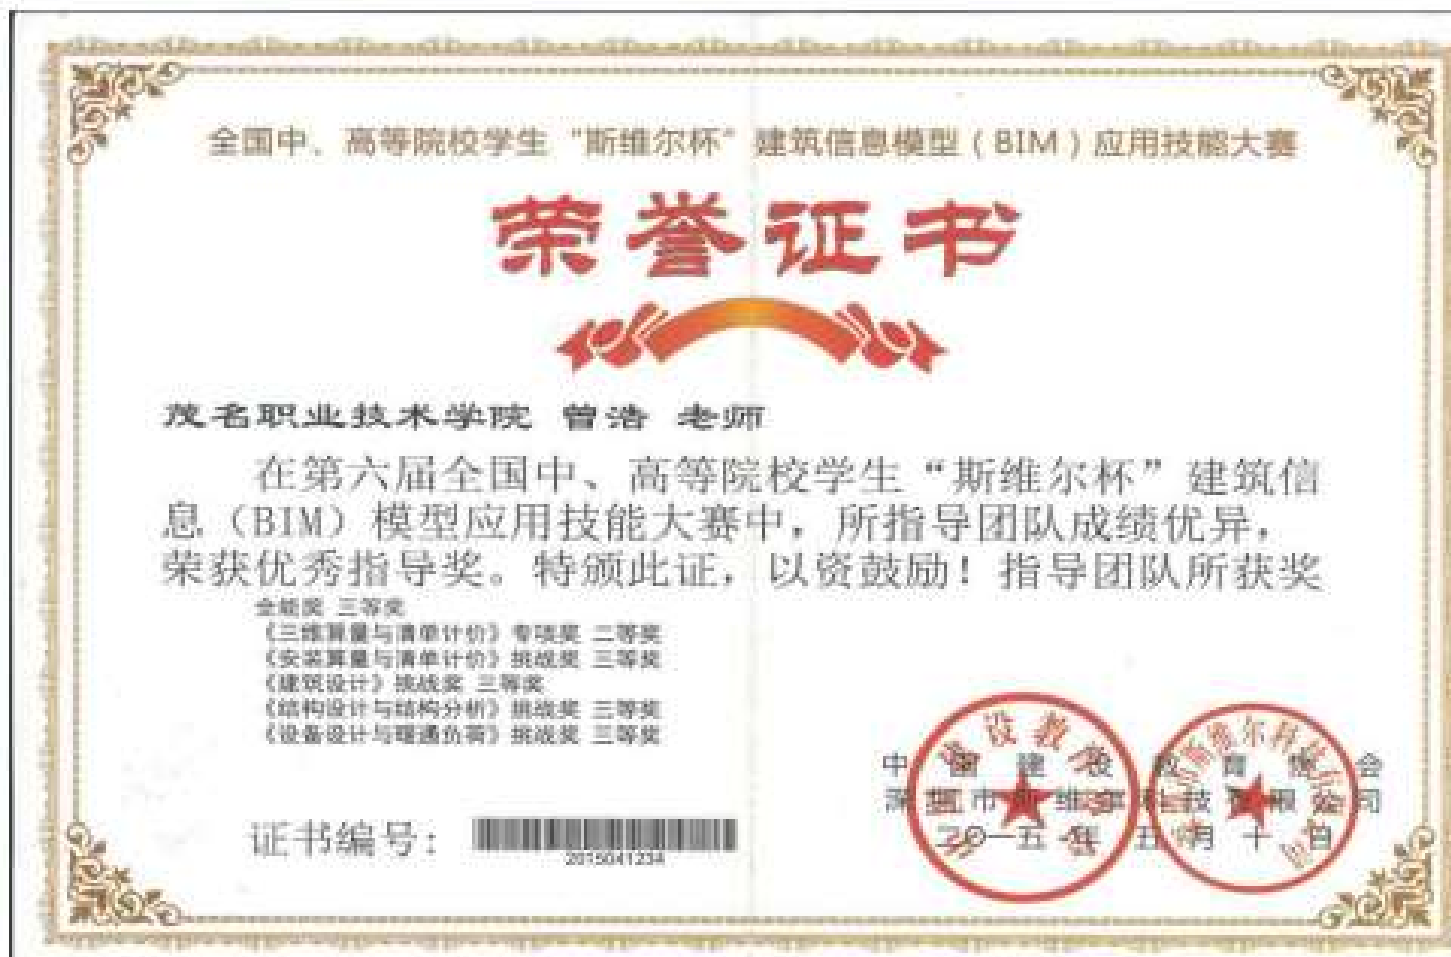 全国中、高等院校学生“斯维尔杯”建筑信息模型（BIM）应用技能大赛
荣誉证书
茂名职业技术学院 曾浩 老师
在第六届全国中、高等院校学生“斯维尔杯”建筑信
息（BIM）模型应用技能大赛中，所指导团队成绩优异，
荣获优秀指导奖。特颁此证，以资鼓励！指导团队所获奖
全能奖 三等奖
《三维算量与清单计价》专项奖 二等奖
《安装算量与清单计价》挑战奖 三等奖
《建筑设计》挑战奖 三等奖
《结构设计与结构分析》挑战奖 三等奖
《设备设计与暖通负荷》挑战奖 三等奖
中国建设教育协会
深圳市斯维尔科技有限公司
二〇一五年五月十日
证书编号：
2015041234